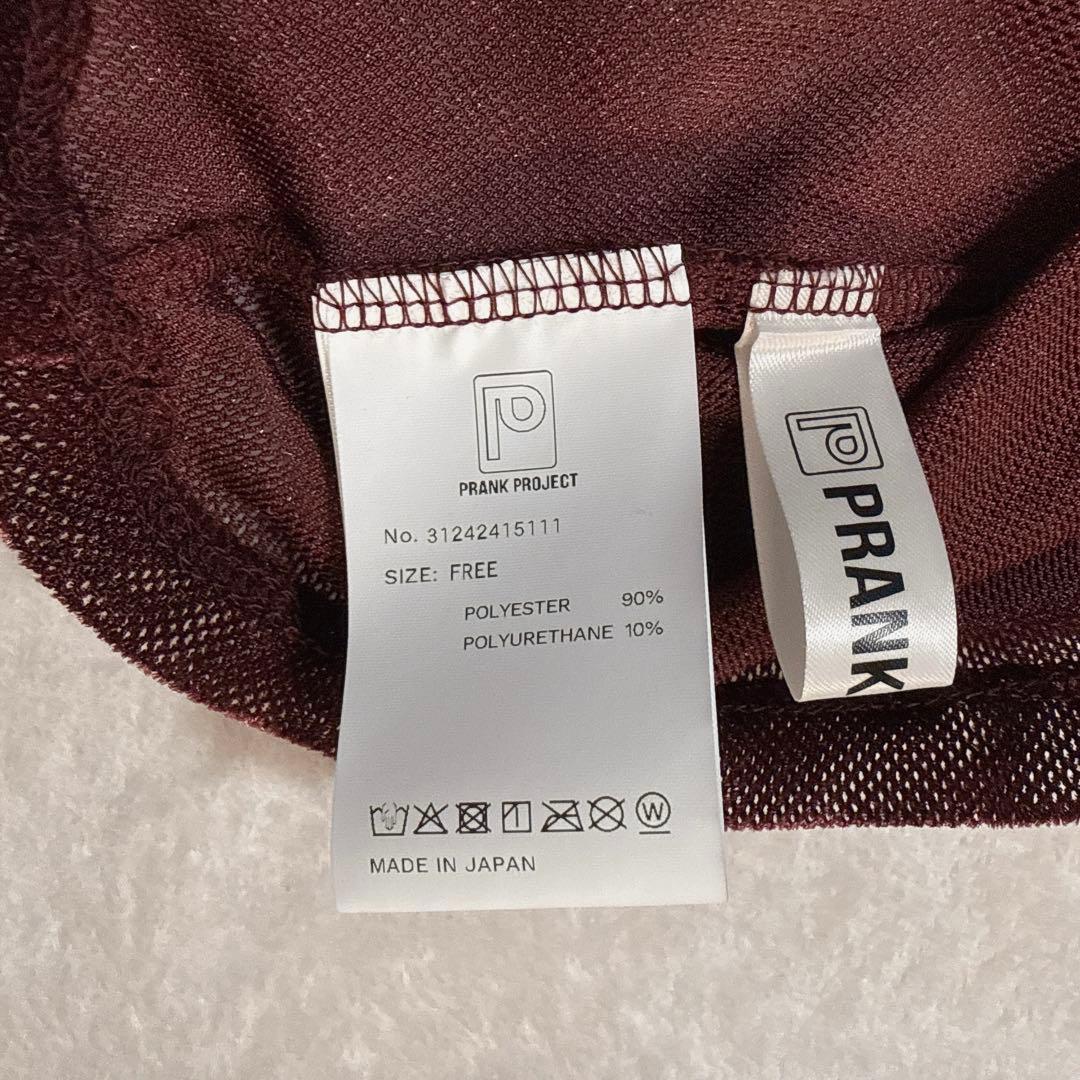 PRANK PROJECT
No. 31242415111
SIZE: FREE
POLYESTER 90%
POLYURETHANE 10%
W
MADE IN JAPAN
PRANK